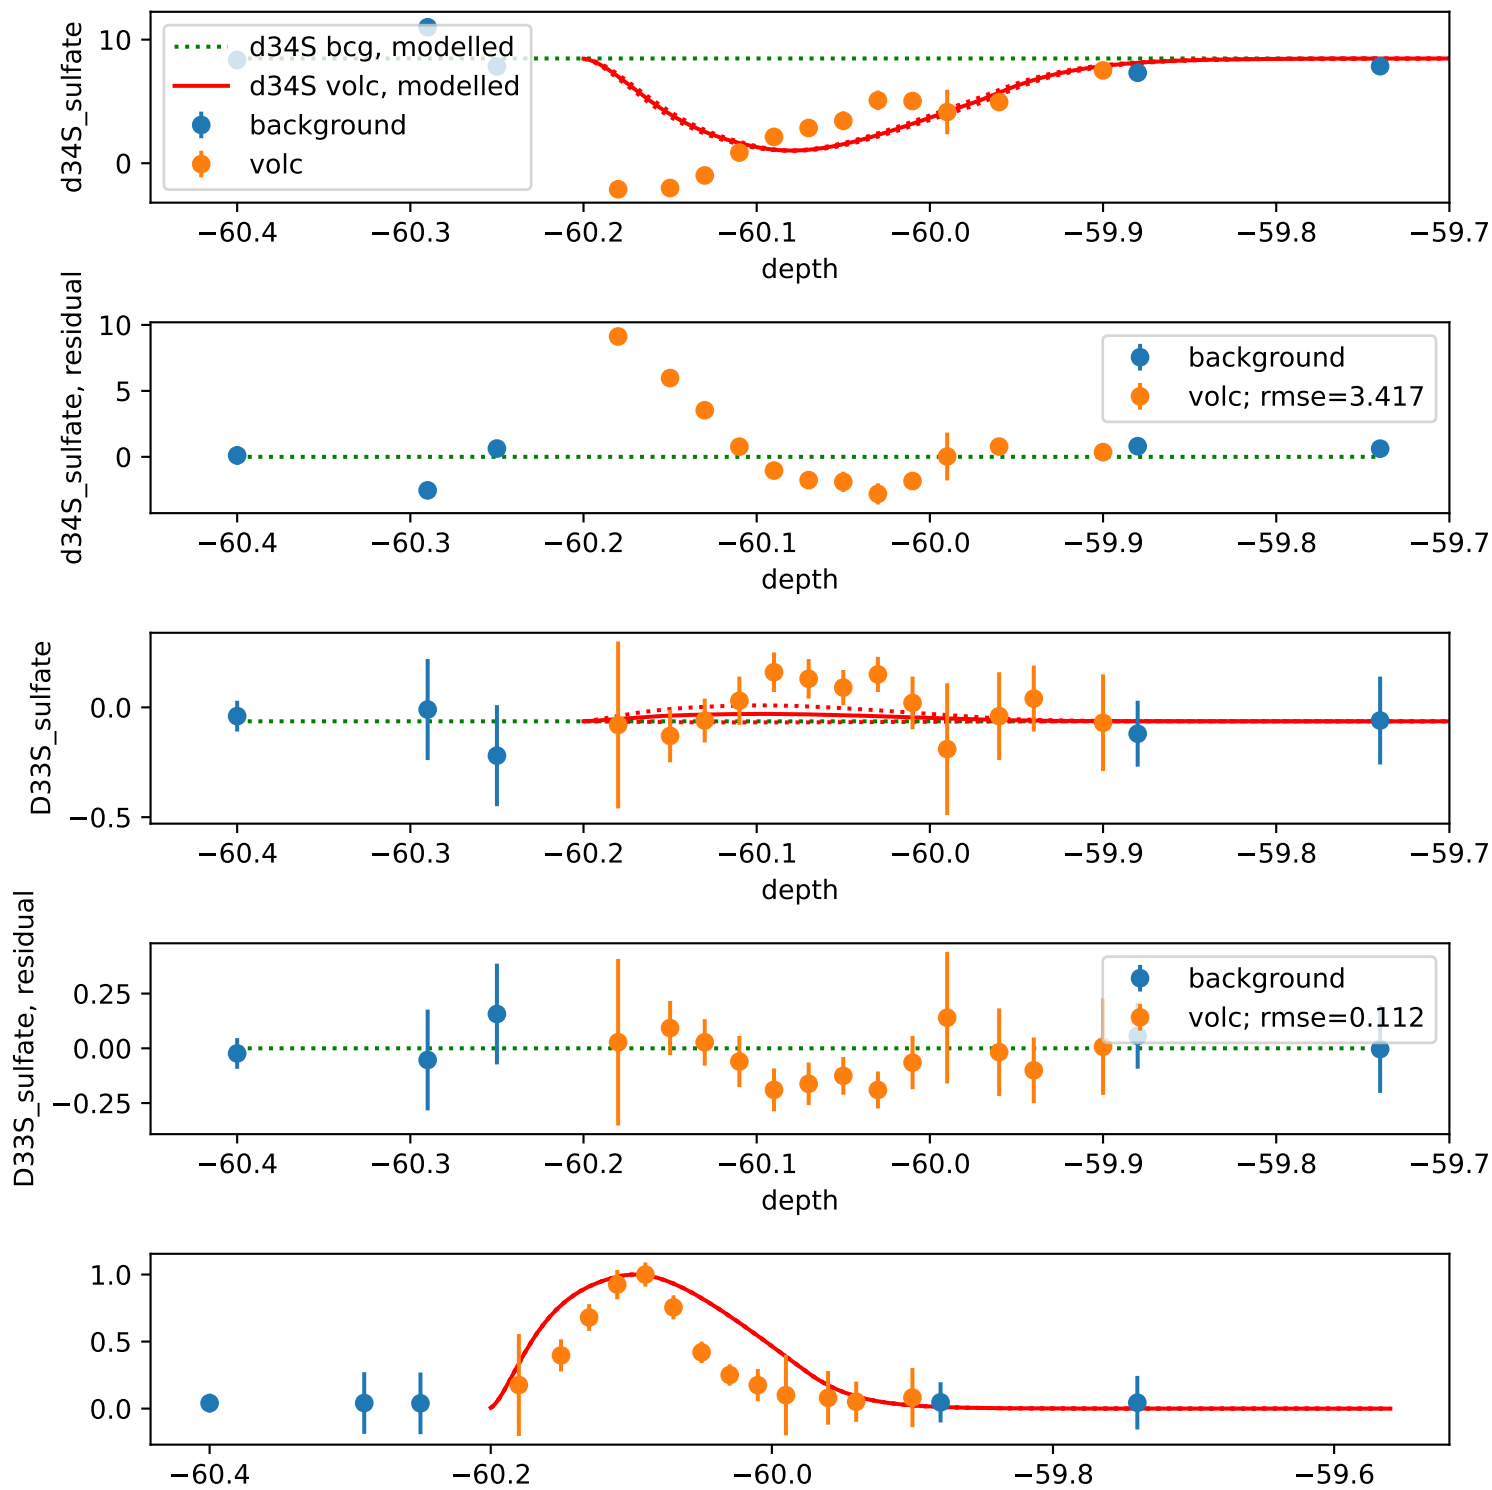 d34S_sulfate
10
0
d34S bcg, modelled
d34S volc, modelled
background
volc
−60.4 −60.3 −60.2 −60.1 −60.0 −59.9 −59.8 −59.7
depth
d34S_sulfate, residual
10
5
0
background
volc; rmse=3.417
−60.4 −60.3 −60.2 −60.1 −60.0 −59.9 −59.8 −59.7
depth
D33S_sulfate
0.0
−0.5
−60.4 −60.3 −60.2 −60.1 −60.0 −59.9 −59.8 −59.7
depth
D33S_sulfate, residual
0.25
0.00
−0.25
background
volc; rmse=0.112
−60.4 −60.3 −60.2 −60.1 −60.0 −59.9 −59.8 −59.7
depth
1.0
0.5
0.0
−60.4 −60.2 −60.0 −59.8 −59.6